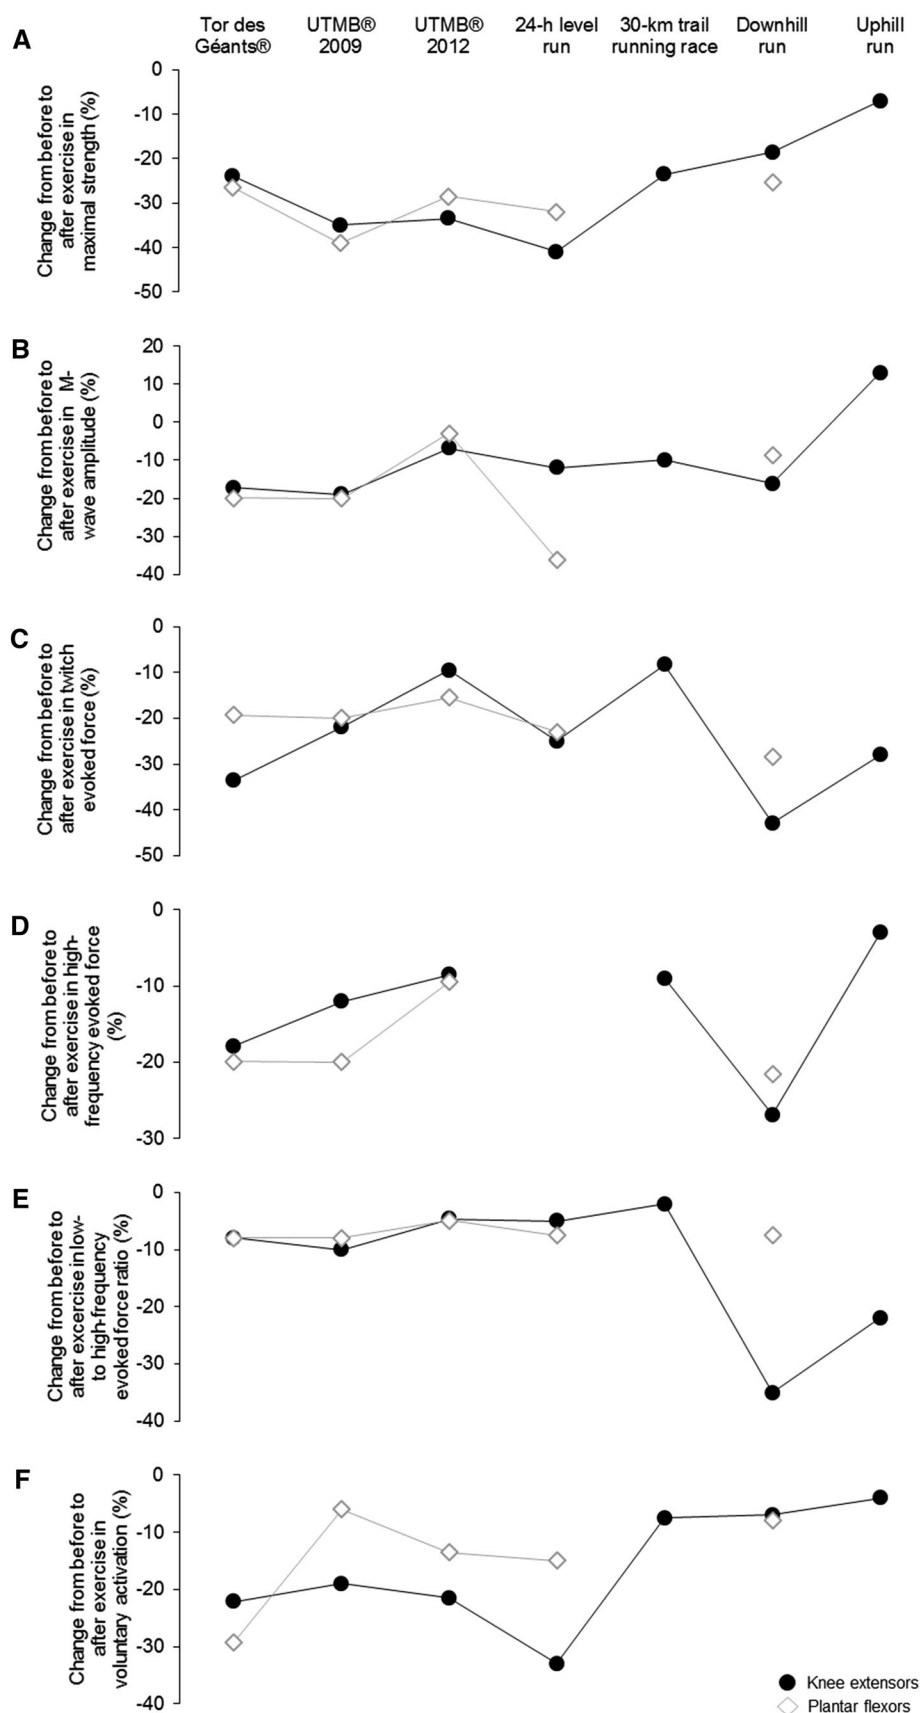 A
Tor des
Géants®
UTMB®
2009
UTMB®
2012
24-h level
run
30-km trail
running race
Downhill
run
Uphill
run
Change from before to
after exercise in
maximal strength (%)
0
-10
-20
-30
-40
-50
B
Change from before to
after exercise in M-
wave amplitude (%)
20
10
0
-10
-20
-30
-40
C
Change from before to
after exercise in twitch
evoked force (%)
0
-10
-20
-30
-40
-50
D
Change from before to
after exercise in high-
frequency evoked force
(%)
0
-10
-20
-30
E
Change from before to
after excercise in low-
to high-frequency
evoked force ratio (%)
0
-10
-20
-30
-40
F
Change from before to
after exercise in
voluntary activation (%)
0
-10
-20
-30
-40
Knee extensors
Plantar flexors